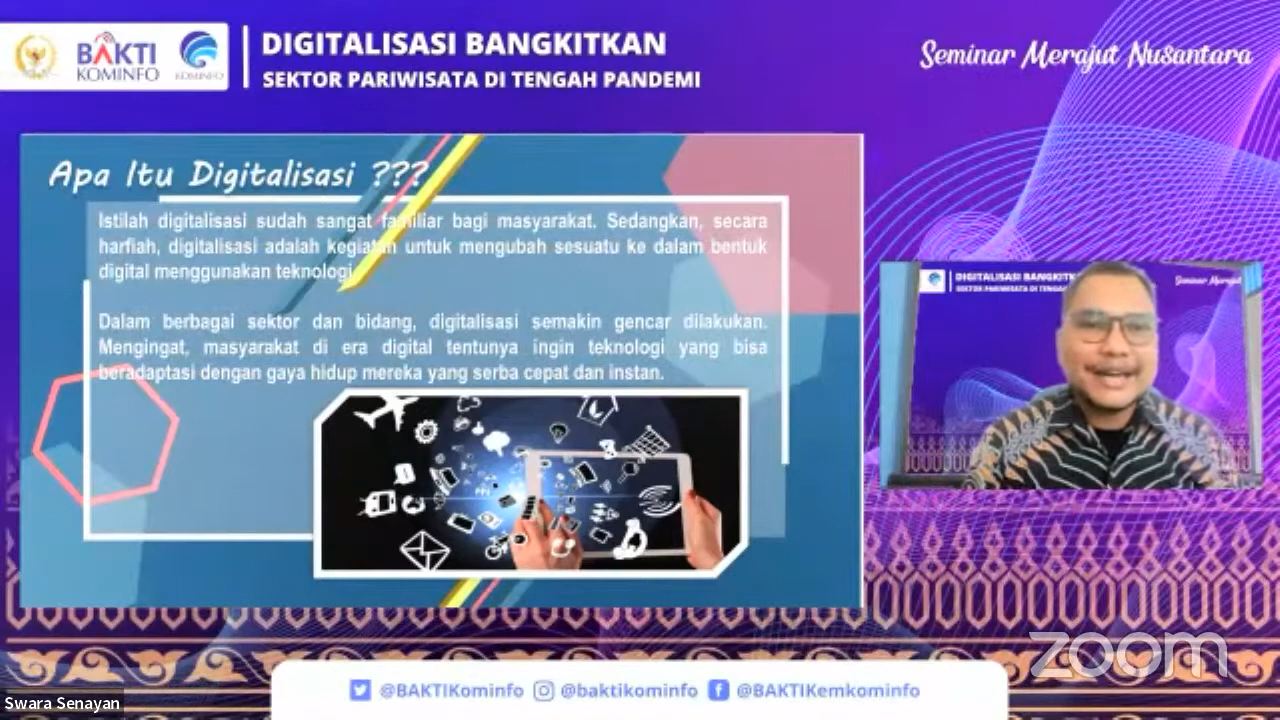 BAKTI
KOMINFO
KOMINFO
DIGITALISASI BANGKITKAN
SEKTOR PARIWISATA DI TENGAH PANDEMI
Seminar Merajut Nusantara
Apa Itu Digitalisasi ???
Istilah digitalisasi sudah sangat familiar bagi masyarakat. Sedangkan, secara
harfiah, digitalisasi adalah kegiatan untuk mengubah sesuatu ke dalam bentuk
digital menggunakan teknologi.
Dalam berbagai sektor dan bidang, digitalisasi semakin gencar dilakukan.
Mengingat, masyarakat di era digital tentunya ingin teknologi yang bisa
beradaptasi dengan gaya hidup mereka yang serba cepat dan instan.
DIGITALISASI BANGKITK
SEKTOR PARIWISATA DI TENGAH
Seminar Merajut
zoom
@BAKTIKominfo @baktikominfo @BAKTIKemkominfo
Swara Senayan